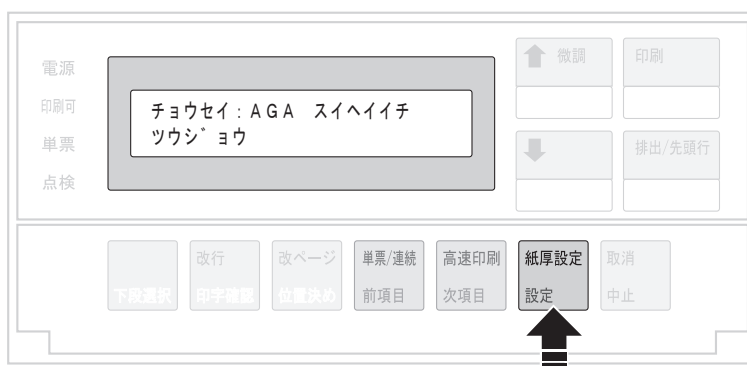 電源
印刷可
単票
点検
チョウセイ:AGA スイヘイイチ
ツウシ゛ョウ
微調
印刷
排出/先頭行
下段選択
改行
印字確認
改ページ
位置決め
単票/連続
前項目
高速印刷
次項目
紙厚設定
設定
取消
中止